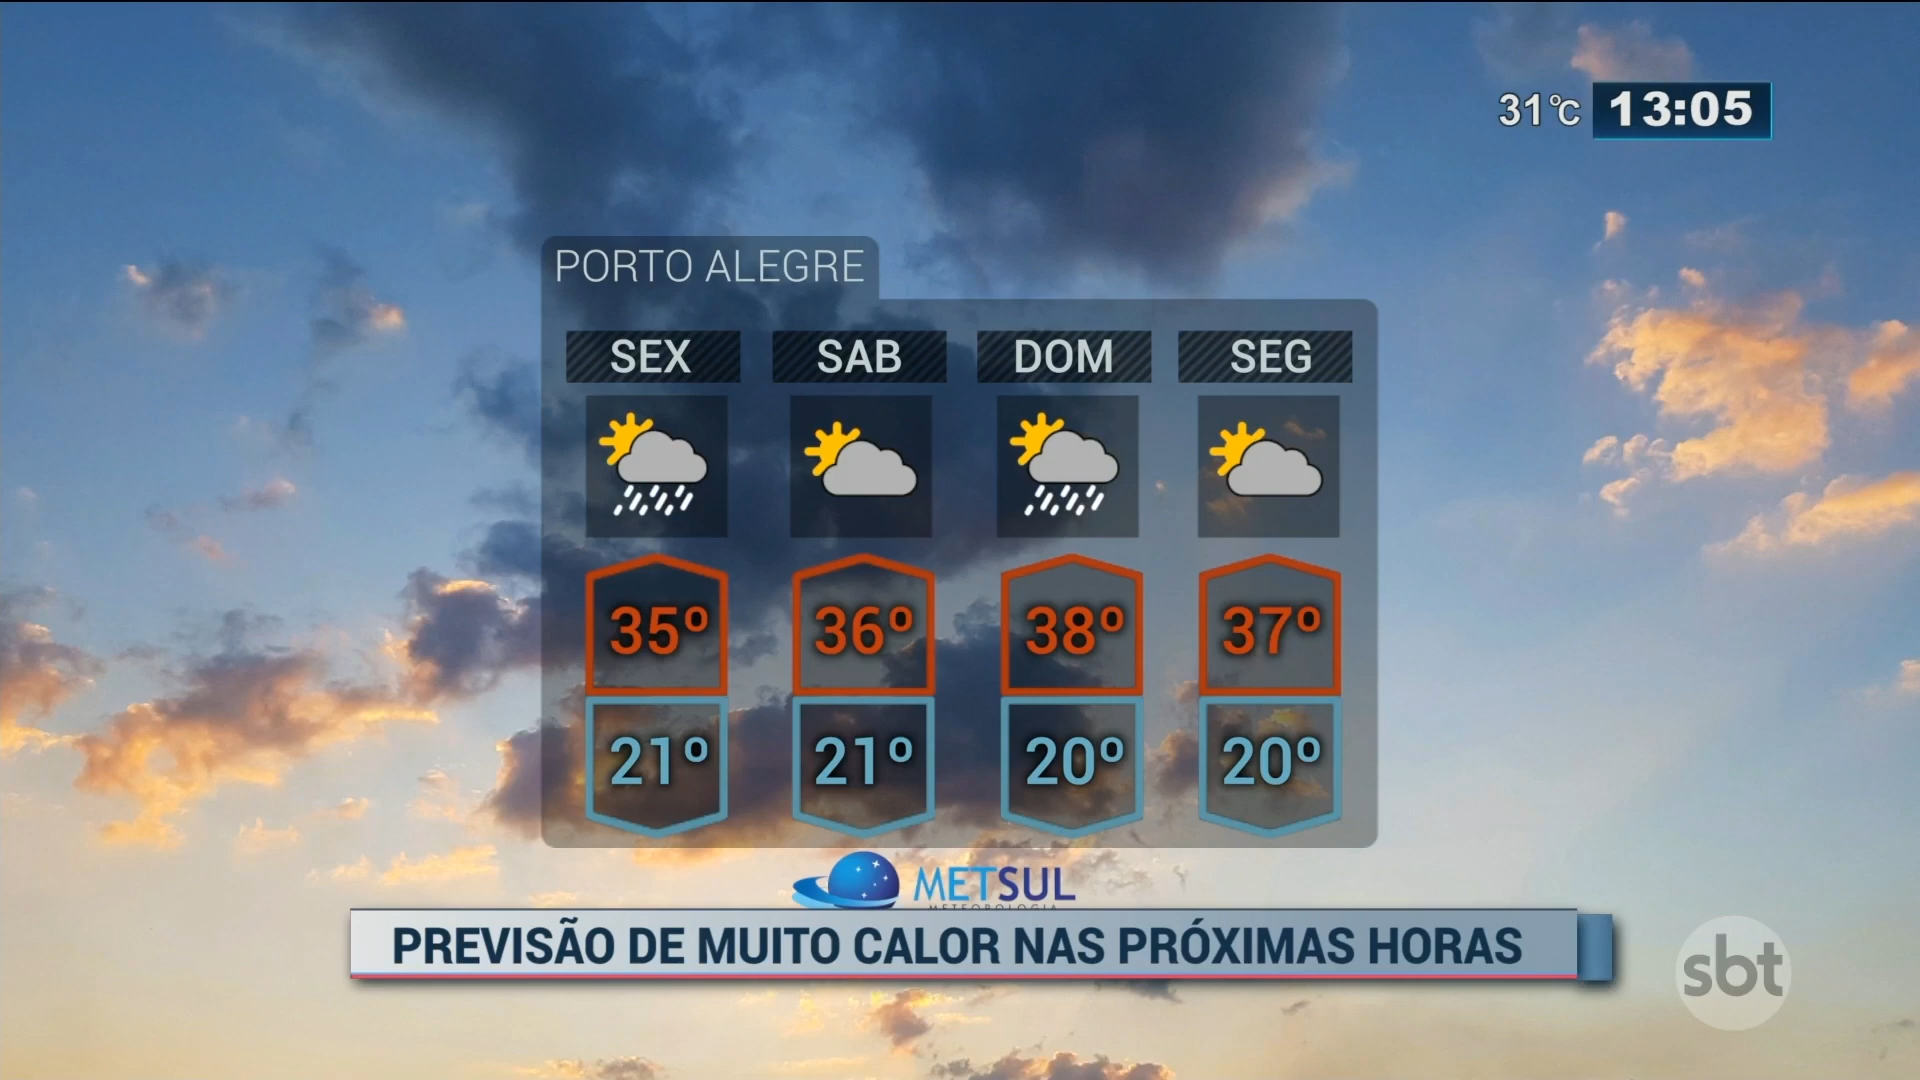 31°C 13:05
PORTO ALEGRE
SEX SAB DOM SEG
35º 36º 38º 37º
21º 21º 20º 20º
METSUL
METEOROLOGIA
PREVISÃO DE MUITO CALOR NAS PRÓXIMAS HORAS
sbt